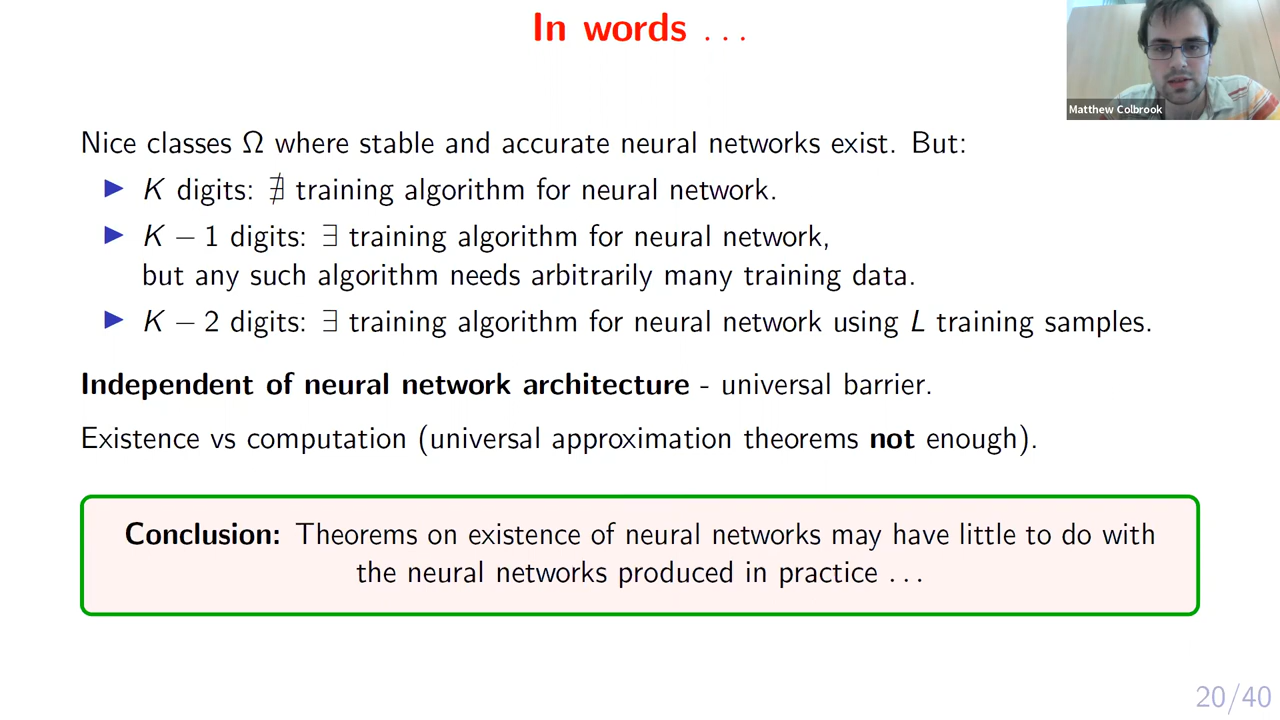 In words ...
Matthew Colbrook
Nice classes Ω where stable and accurate neural networks exist. But:
▶ K digits: ∄ training algorithm for neural network.
▶ K − 1 digits: ∃ training algorithm for neural network,
but any such algorithm needs arbitrarily many training data.
▶ K − 2 digits: ∃ training algorithm for neural network using L training samples.
Independent of neural network architecture - universal barrier.
Existence vs computation (universal approximation theorems not enough).
Conclusion: Theorems on existence of neural networks may have little to do with
the neural networks produced in practice ...
20/40